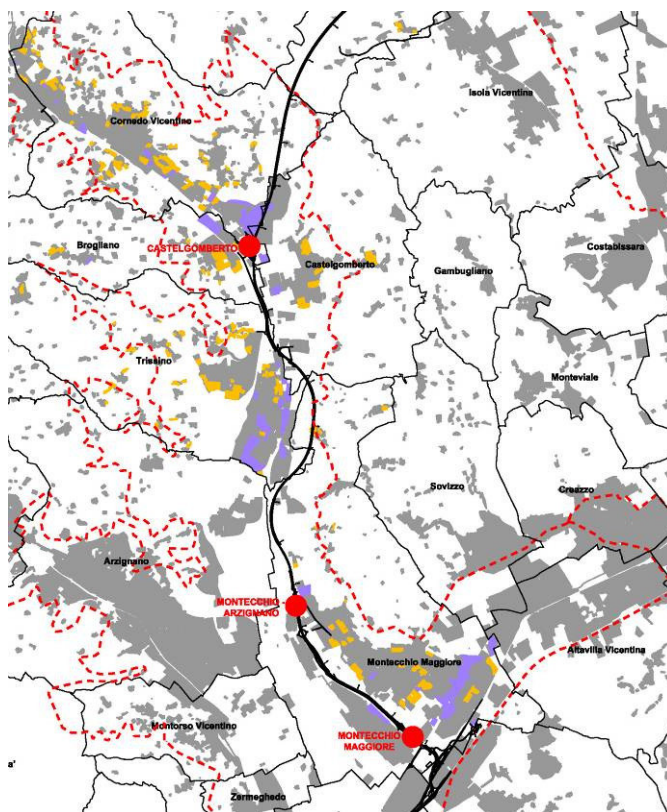 Isola Vicentina
Cornedo Vicentino
Costabissara
Brogliano
CASTELGOMBERTO
Castelgomberto
Gambugliano
Trissino
Monteviale
Sovizzo
Creazzo
Arzignano
MONTECCHIO
ARZIGNANO
Altavilla Vicentina
Montecchio Maggiore
Montorso Vicentino
MONTECCHIO
MAGGIORE
a'
Zermeghedo